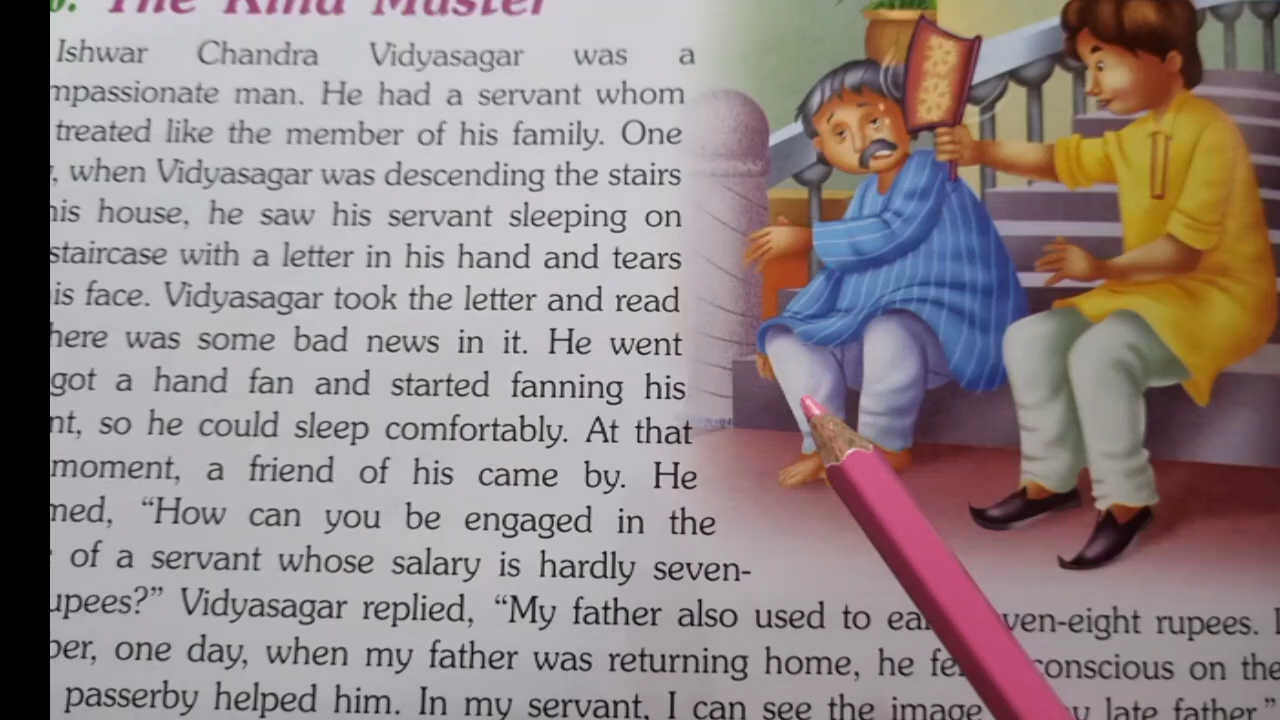 The Kind Master
Ishwar Chandra Vidyasagar was a
mpassionate man. He had a servant whom
treated like the member of his family. One
, when Vidyasagar was descending the stairs
his house, he saw his servant sleeping on
staircase with a letter in his hand and tears
is face. Vidyasagar took the letter and read
here was some bad news in it. He went
got a hand fan and started fanning his
nt, so he could sleep comfortably. At that
moment, a friend of his came by. He
med, “How can you be engaged in the
of a servant whose salary is hardly seven-
upees?” Vidyasagar replied, “My father also used to ea ven-eight rupees. I
ber, one day, when my father was returning home, he fe conscious on the
passerby helped him. In my servant, I can see the image y late father.”